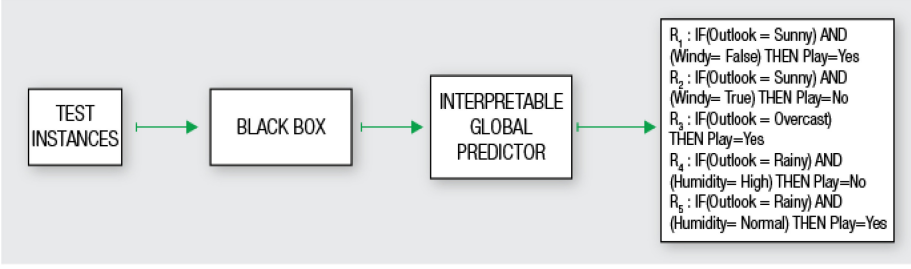 TEST
INSTANCES
BLACK BOX
INTERPRETABLE
GLOBAL
PREDICTOR
R₁ : IF(Outlook = Sunny) AND
(Windy= False) THEN Play=Yes
R₂ : IF(Outlook = Sunny) AND
(Windy= True) THEN Play=No
R₃ : IF(Outlook = Overcast)
THEN Play=Yes
R₄ : IF(Outlook = Rainy) AND
(Humidity= High) THEN Play=No
R₅ : IF(Outlook = Rainy) AND
(Humidity= Normal) THEN Play=Yes